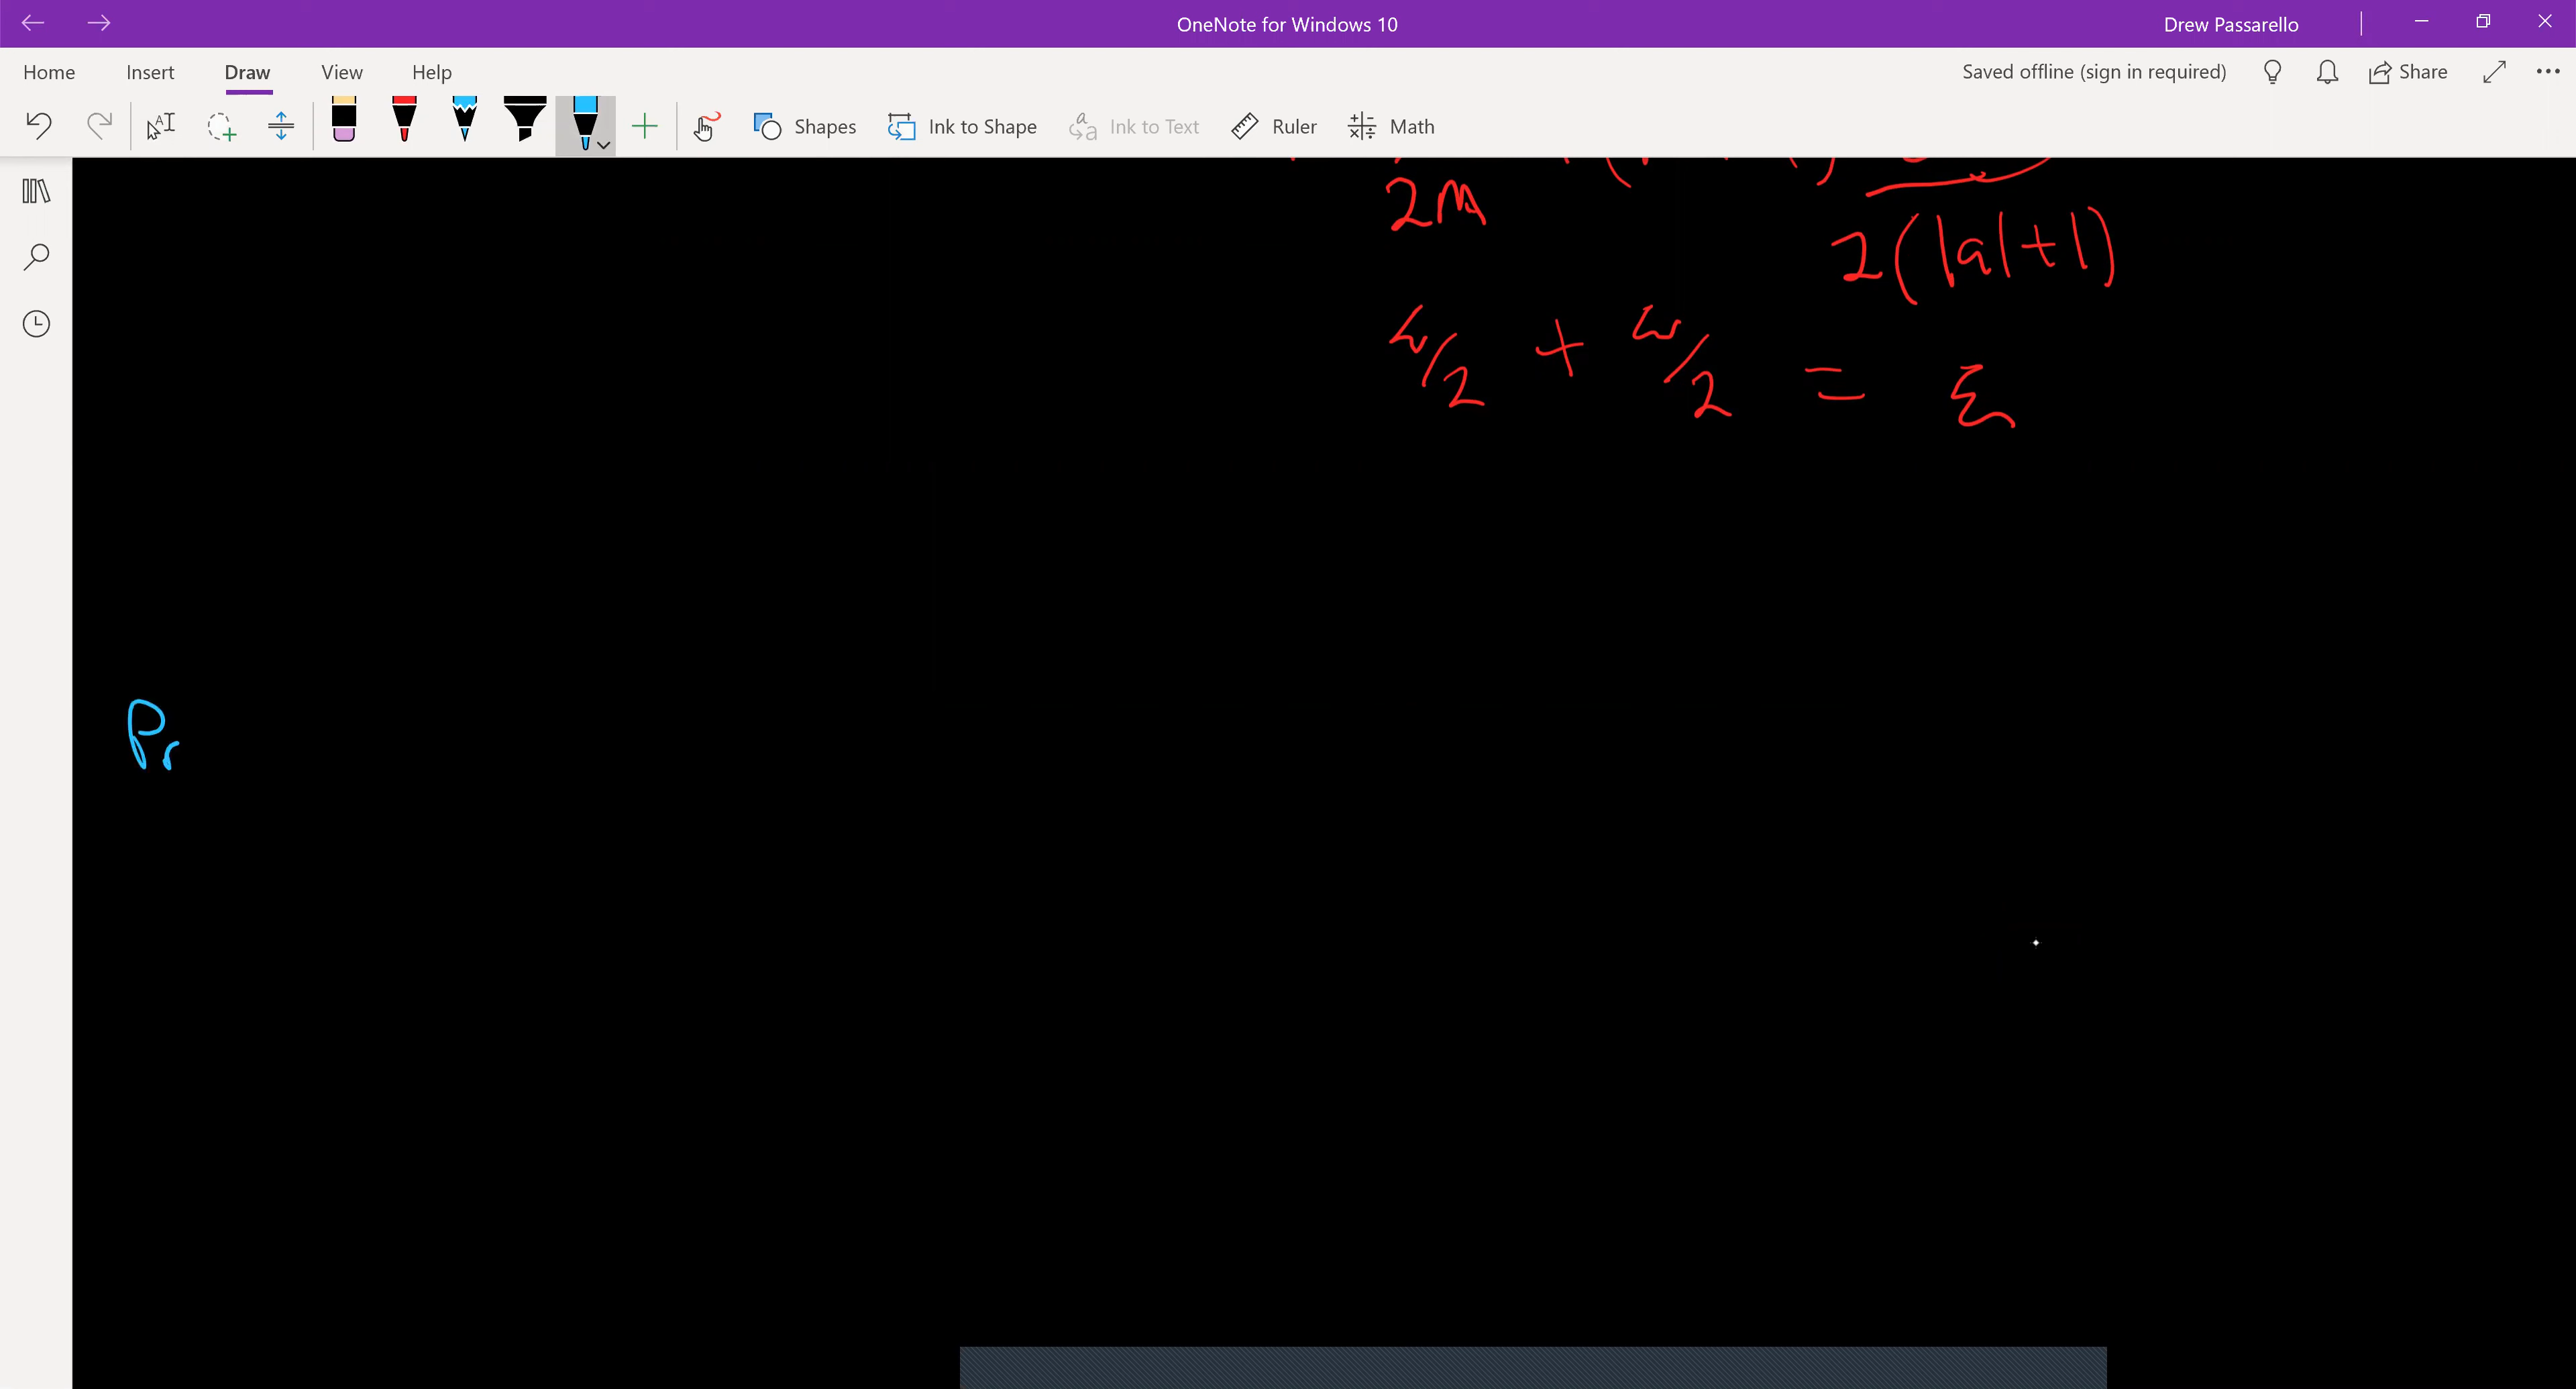 OneNote for Windows 10
Drew Passarello
Home Insert Draw View Help
Saved offline (sign in required) Share
Shapes Ink to Shape Ink to Text Ruler Math
2M
2(|a|+1)
ε/2 + ε/2 = ε
Pr